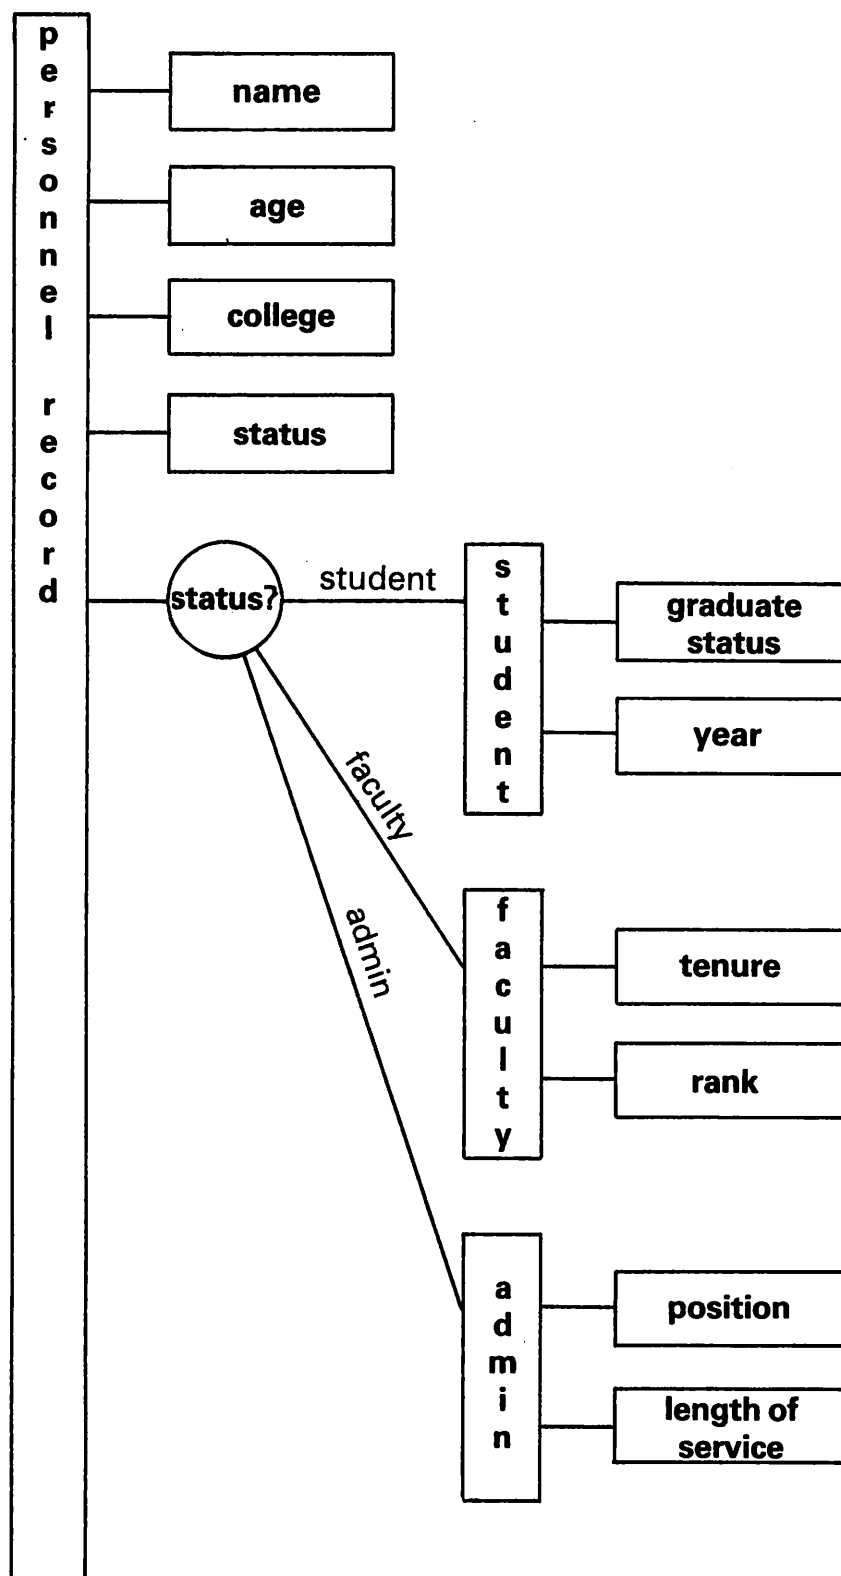 personnel record
name
age
college
status
status?
student
student
graduate
status
year
faculty
faculty
tenure
rank
admin
admin
position
length of
service